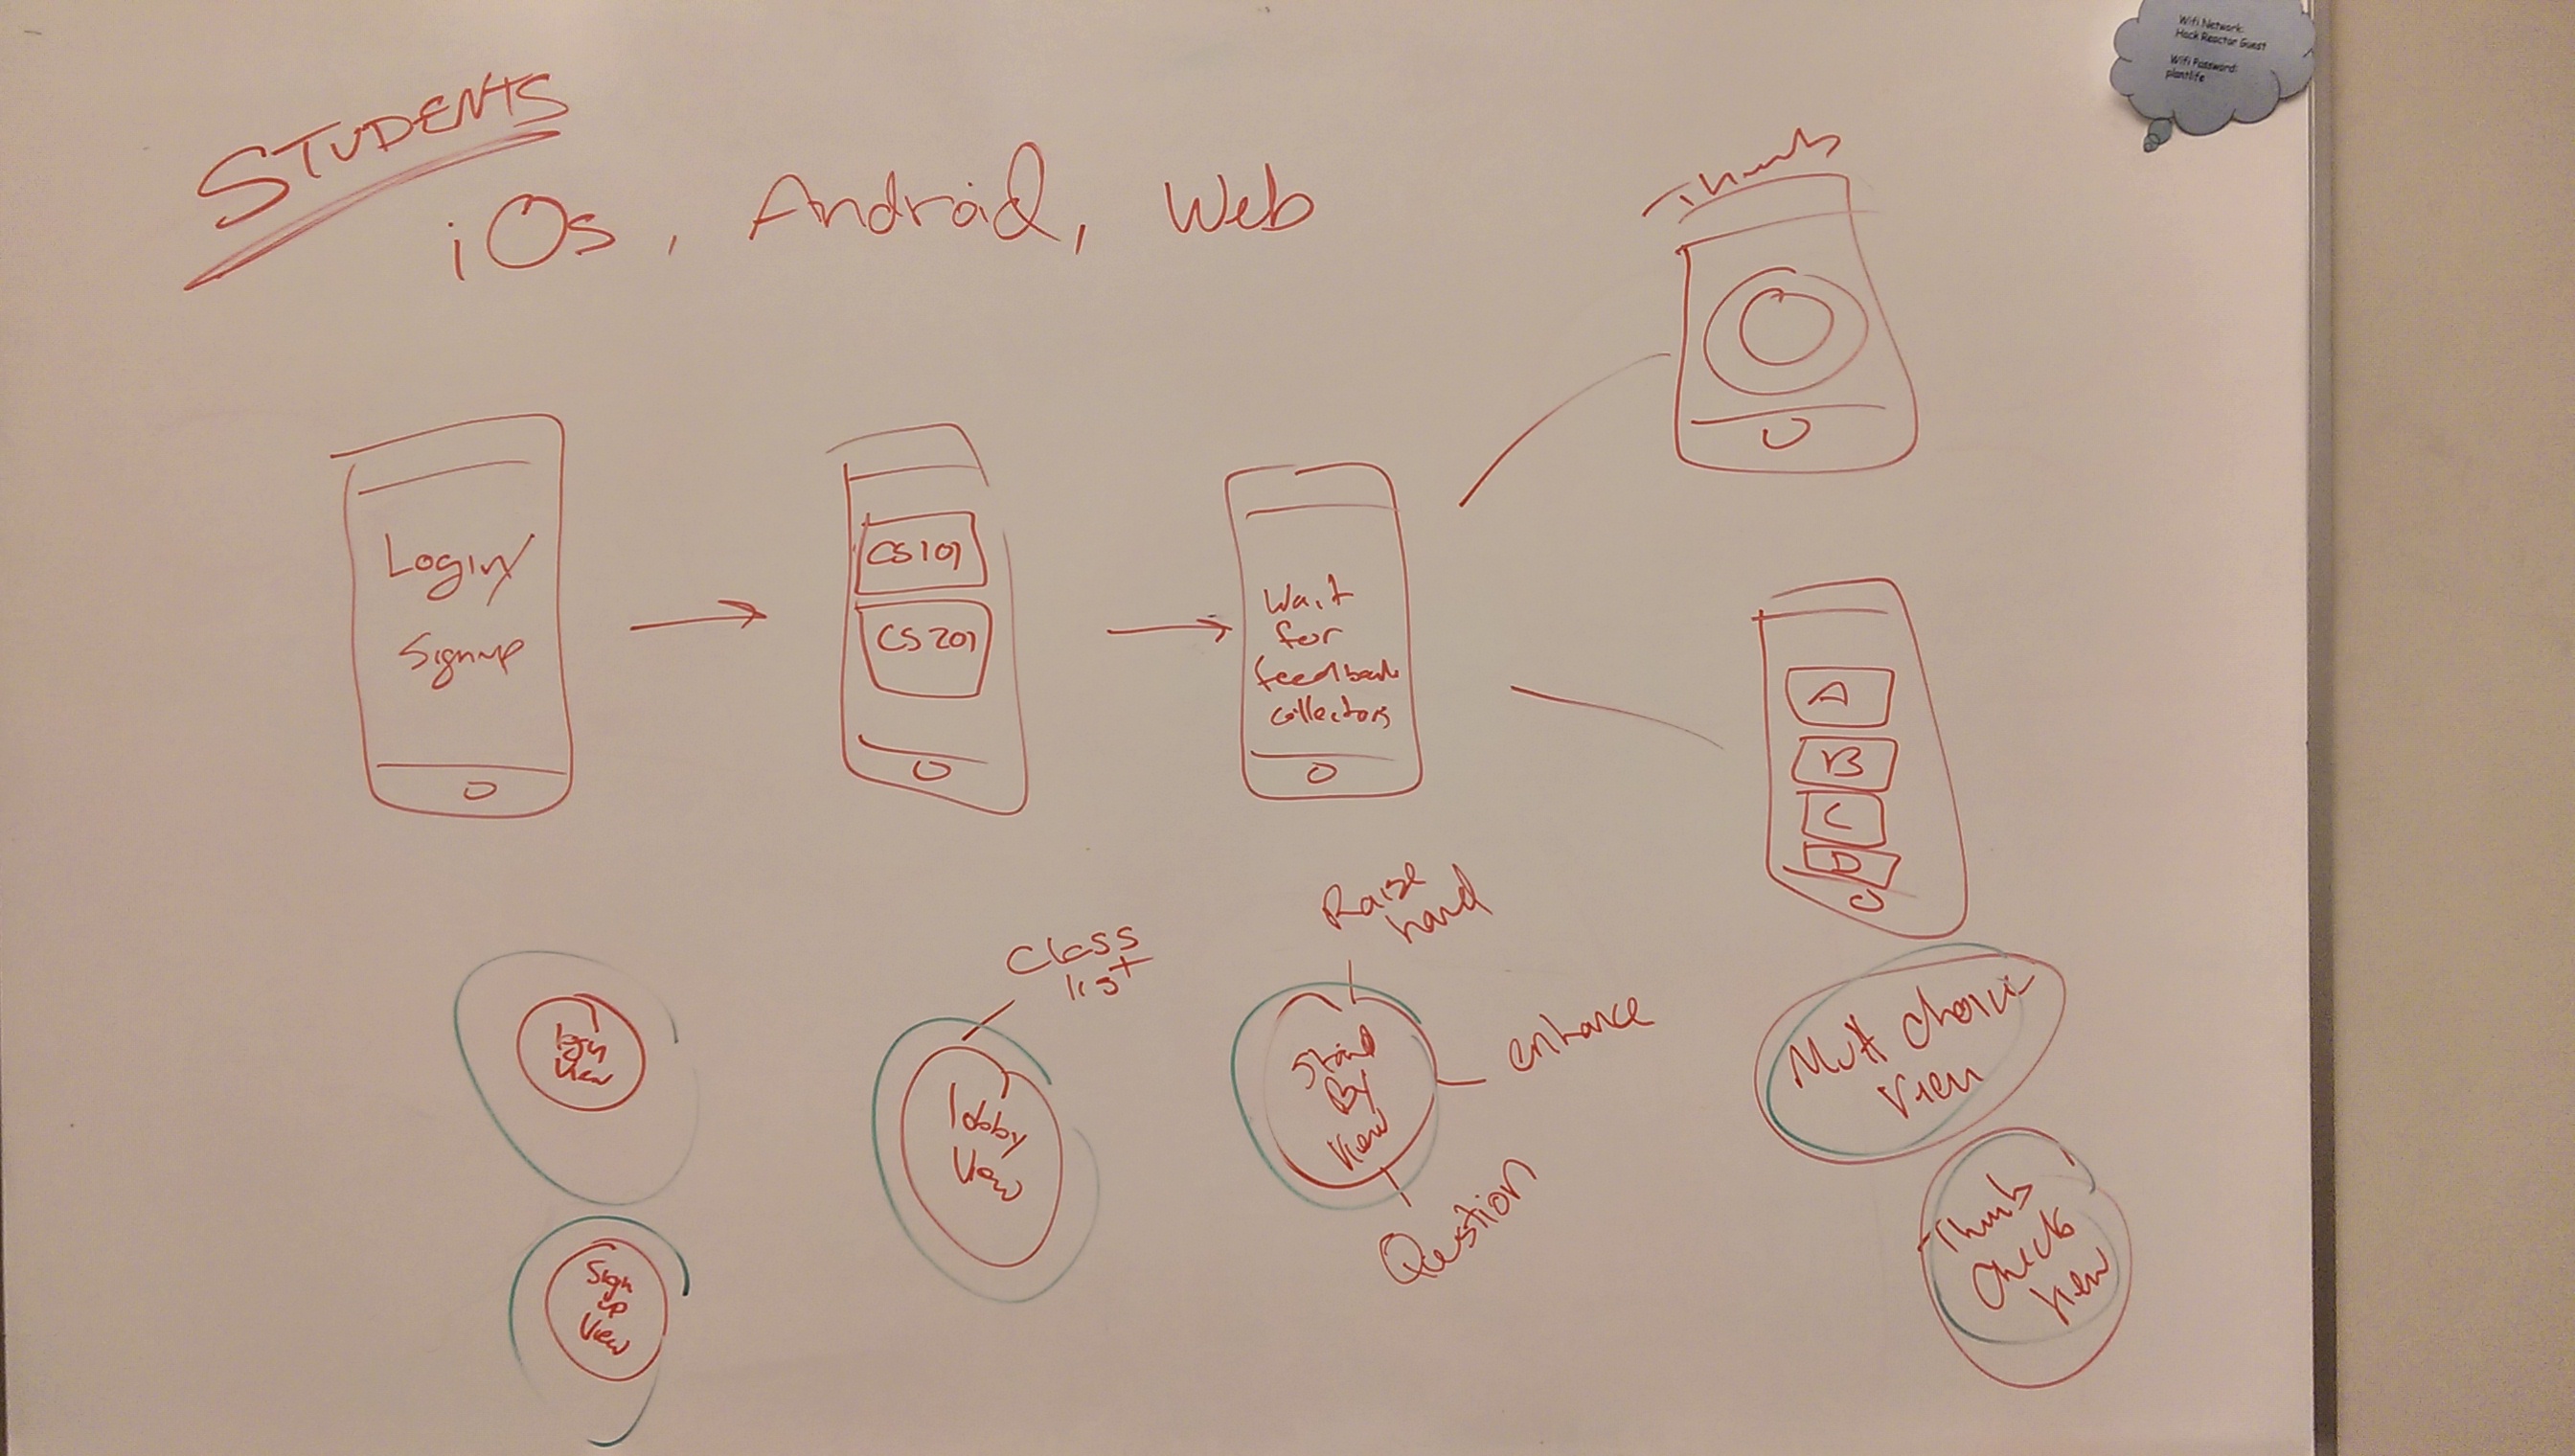 Wifi Network:
Hack Reactor Guest
Wifi Password:
plantlife
STUDENTS
iOs, Android, Web
Thumbs
Login/
Signup
CS101
CS201
Wait
for
feedback
collectors
A
B
C
D
Raise
hand
Class
list
enhance
Question
login
View
Sign
up
View
lobby
View
Stand
By
View
Mult Choice
View
Thumb
Check
View